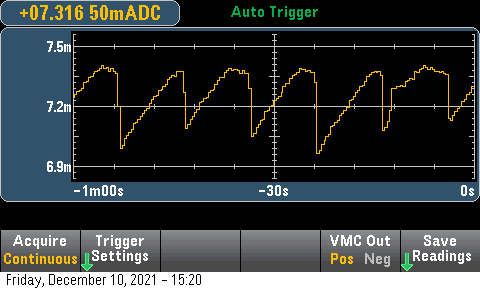 +07.316 50mADC
Auto Trigger
7.5m
7.2m
6.9m
-1m00s -30s 0s
Acquire
Continuous
Trigger
Settings
VMC Out
Pos Neg
Save
Readings
Friday, December 10, 2021 - 15:20